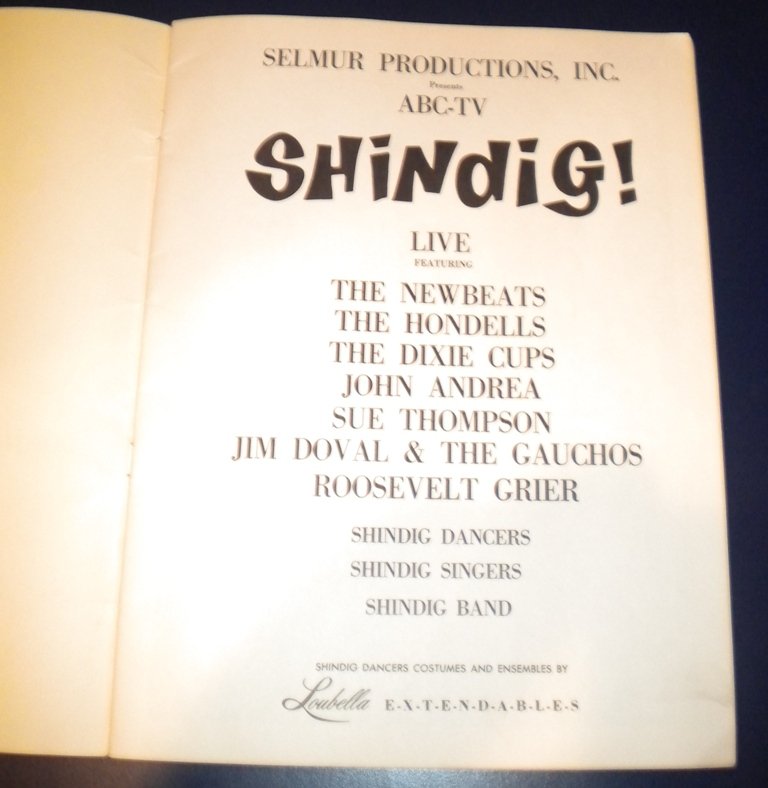 SELMUR PRODUCTIONS, INC.
Presents
ABC-TV
SHiNdiG!
LIVE
FEATURING
THE NEWBEATS
THE HONDELLS
THE DIXIE CUPS
JOHN ANDREA
SUE THOMPSON
JIM DOVAL & THE GAUCHOS
ROOSEVELT GRIER
SHINDIG DANCERS
SHINDIG SINGERS
SHINDIG BAND
SHINDIG DANCERS COSTUMES AND ENSEMBLES BY
Loubella E-X-T-E-N-D-A-B-L-E-S